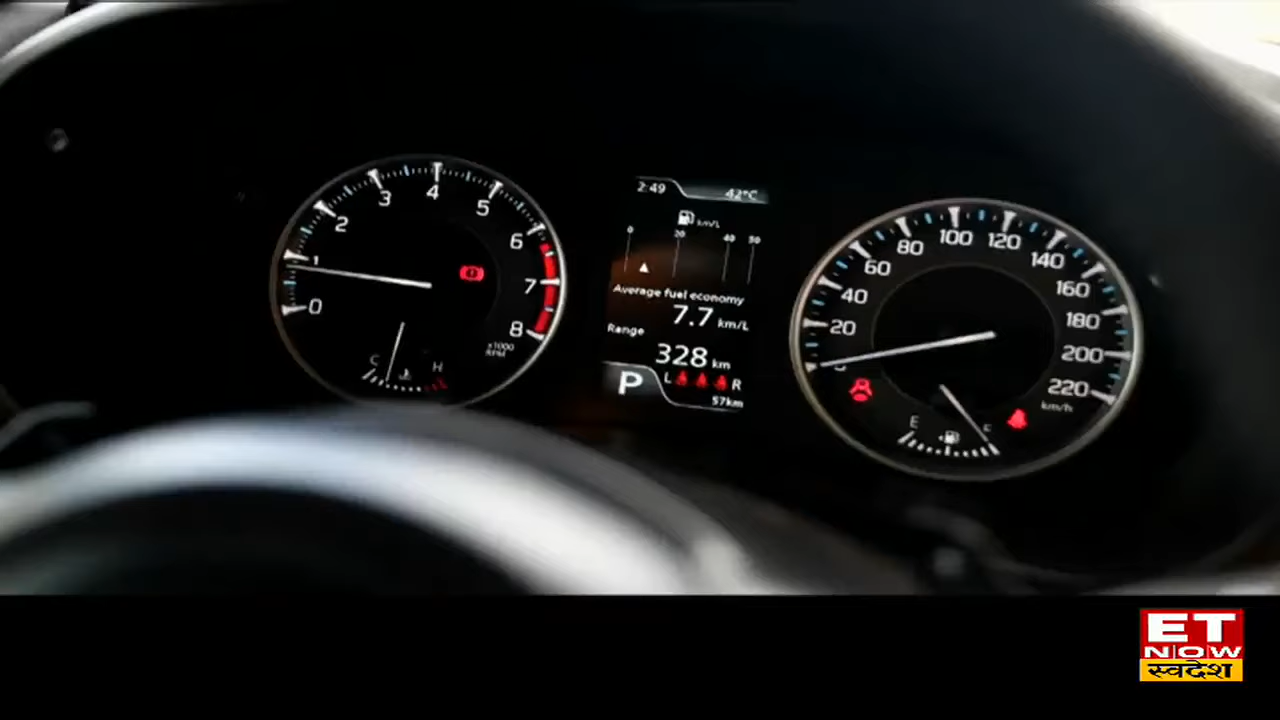 0
1
2
3
4
5
6
7
8
x1000
RPM
C
H
2:49
42°C
km/L
0
20
40
50
Average fuel economy
7.7 km/L
Range
328 km
P
L
R
57km
20
40
60
80
100
120
140
160
180
200
220
km/h
E
F
ET
NOW
स्वदेश